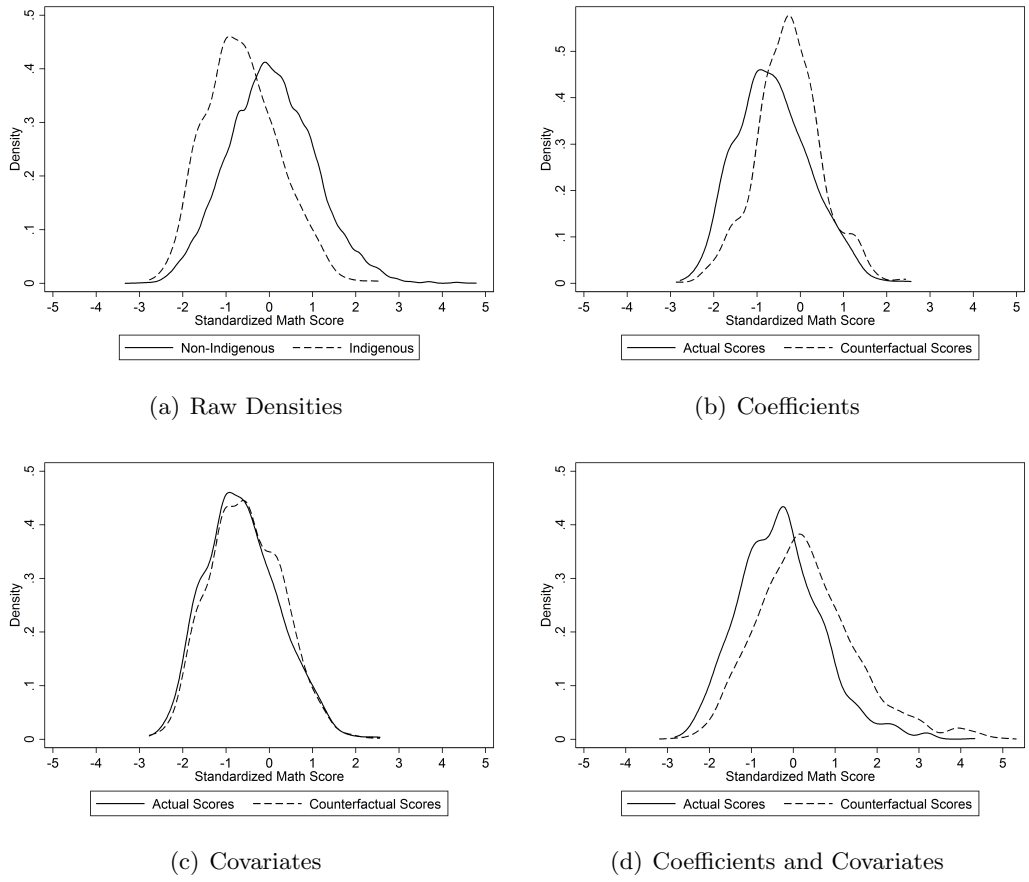 .5
.4
.3
.2
.1
0
Density
-5 -4 -3 -2 -1 0 1 2 3 4 5
Standardized Math Score
Non-Indigenous Indigenous
(a) Raw Densities
.5
.4
.3
.2
.1
0
Density
-5 -4 -3 -2 -1 0 1 2 3 4 5
Standardized Math Score
Actual Scores Counterfactual Scores
(b) Coefficients
.5
.4
.3
.2
.1
0
Density
-5 -4 -3 -2 -1 0 1 2 3 4 5
Standardized Math Score
Actual Scores Counterfactual Scores
(c) Covariates
.5
.4
.3
.2
.1
0
Density
-5 -4 -3 -2 -1 0 1 2 3 4 5
Standardized Math Score
Actual Scores Counterfactual Scores
(d) Coefficients and Covariates